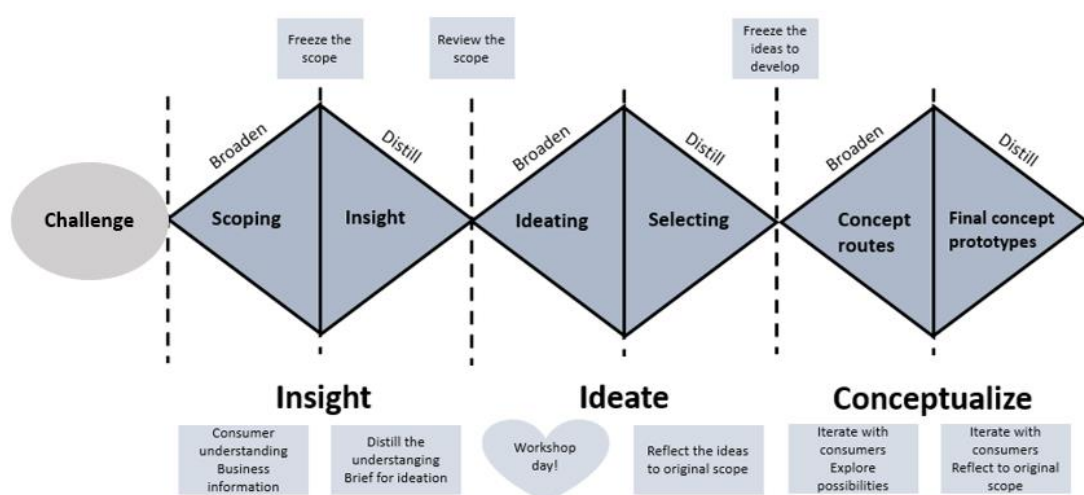 Freeze the
scope
Review the
scope
Freeze the
ideas to
develop
Broaden
Distill
Broaden
Distill
Broaden
Distill
Challenge
Scoping
Insight
Ideating
Selecting
Concept
routes
Final concept
prototypes
Insight
Ideate
Conceptualize
Consumer
understanding
Business
information
Distill the
understanging
Brief for ideation
Workshop
day!
Reflect the ideas
to original scope
Iterate with
consumers
Explore
possibilities
Iterate with
consumers
Reflect to original
scope